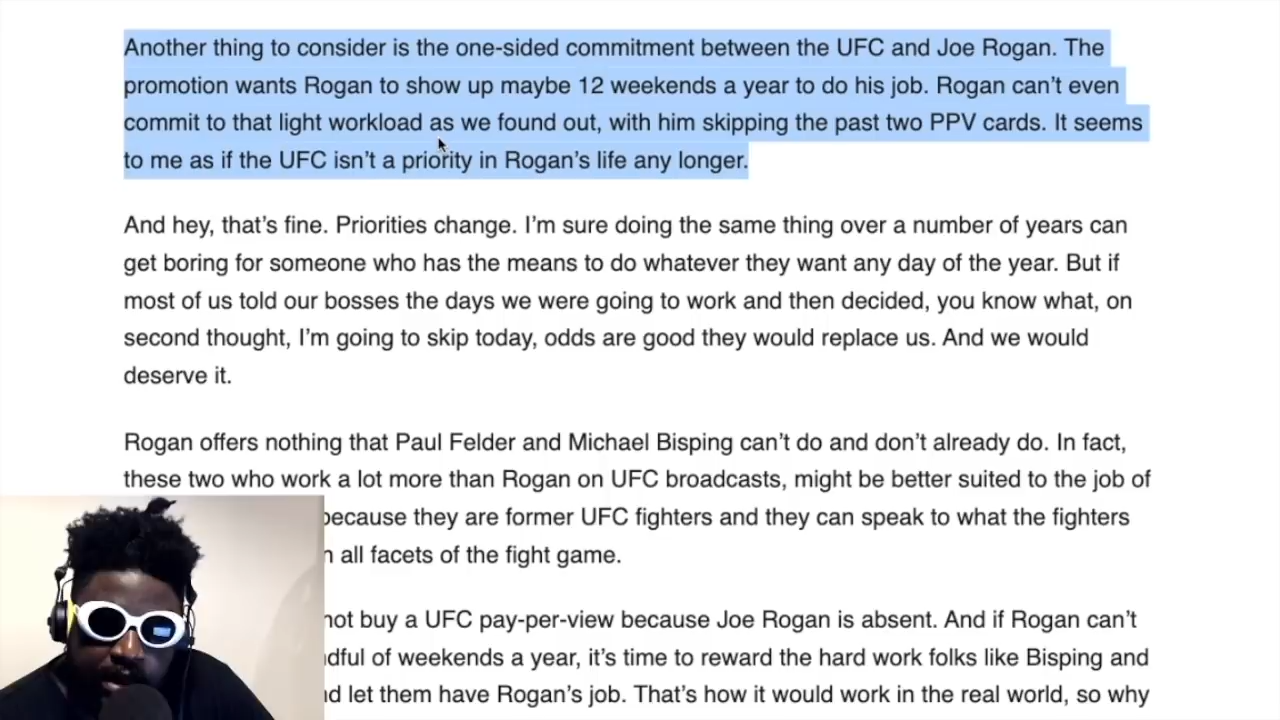 Another thing to consider is the one-sided commitment between the UFC and Joe Rogan. The
promotion wants Rogan to show up maybe 12 weekends a year to do his job. Rogan can’t even
commit to that light workload as we found out, with him skipping the past two PPV cards. It seems
to me as if the UFC isn’t a priority in Rogan’s life any longer.
And hey, that’s fine. Priorities change. I’m sure doing the same thing over a number of years can
get boring for someone who has the means to do whatever they want any day of the year. But if
most of us told our bosses the days we were going to work and then decided, you know what, on
second thought, I’m going to skip today, odds are good they would replace us. And we would
deserve it.
Rogan offers nothing that Paul Felder and Michael Bisping can’t do and don’t already do. In fact,
these two who work a lot more than Rogan on UFC broadcasts, might be better suited to the job of
because they are former UFC fighters and they can speak to what the fighters
all facets of the fight game.
not buy a UFC pay-per-view because Joe Rogan is absent. And if Rogan can’t
of weekends a year, it’s time to reward the hard work folks like Bisping and
let them have Rogan’s job. That’s how it would work in the real world, so why